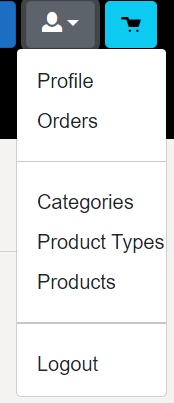 Profile
Orders
Categories
Product Types
Products
Logout